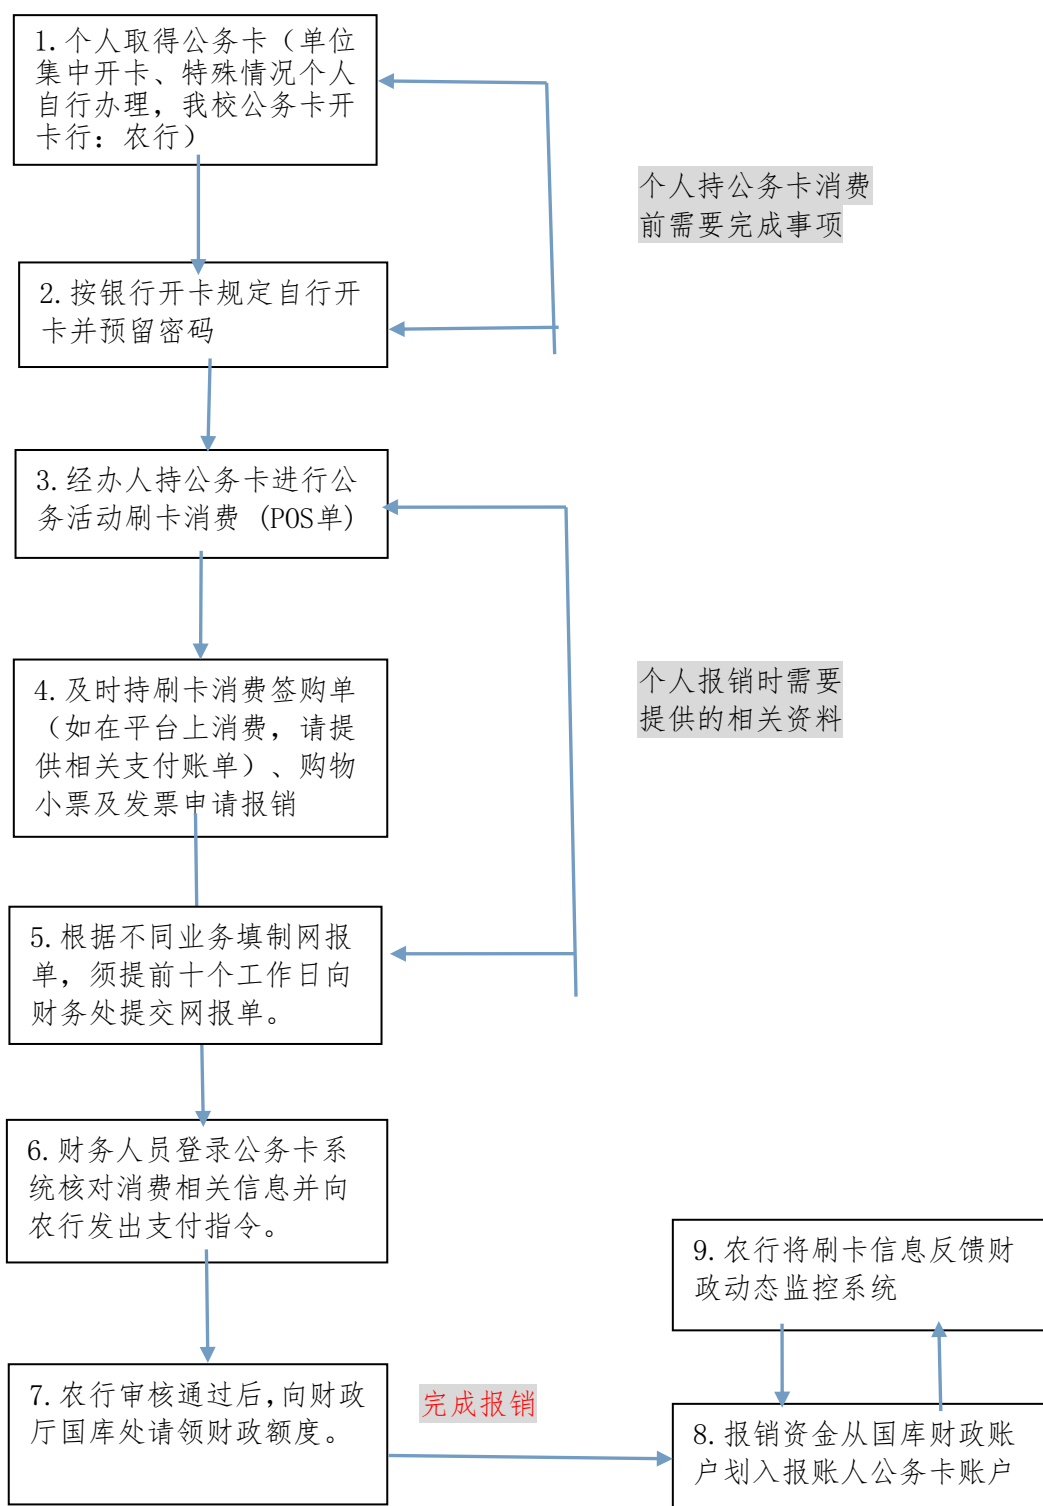 1.个人取得公务卡（单位
集中开卡、特殊情况个人
自行办理，我校公务卡开
卡行：农行）
个人持公务卡消费
前需要完成事项
2.按银行开卡规定自行开
卡并预留密码
3.经办人持公务卡进行公
务活动刷卡消费 (POS单)
4.及时持刷卡消费签购单
（如在平台上消费，请提
供相关支付账单）、购物
小票及发票申请报销
个人报销时需要
提供的相关资料
5.根据不同业务填制网报
单，须提前十个工作日向
财务处提交网报单。
6.财务人员登录公务卡系
统核对消费相关信息并向
农行发出支付指令。
7.农行审核通过后,向财政
厅国库处请领财政额度。
完成报销
9.农行将刷卡信息反馈财
政动态监控系统
8.报销资金从国库财政账
户划入报账人公务卡账户